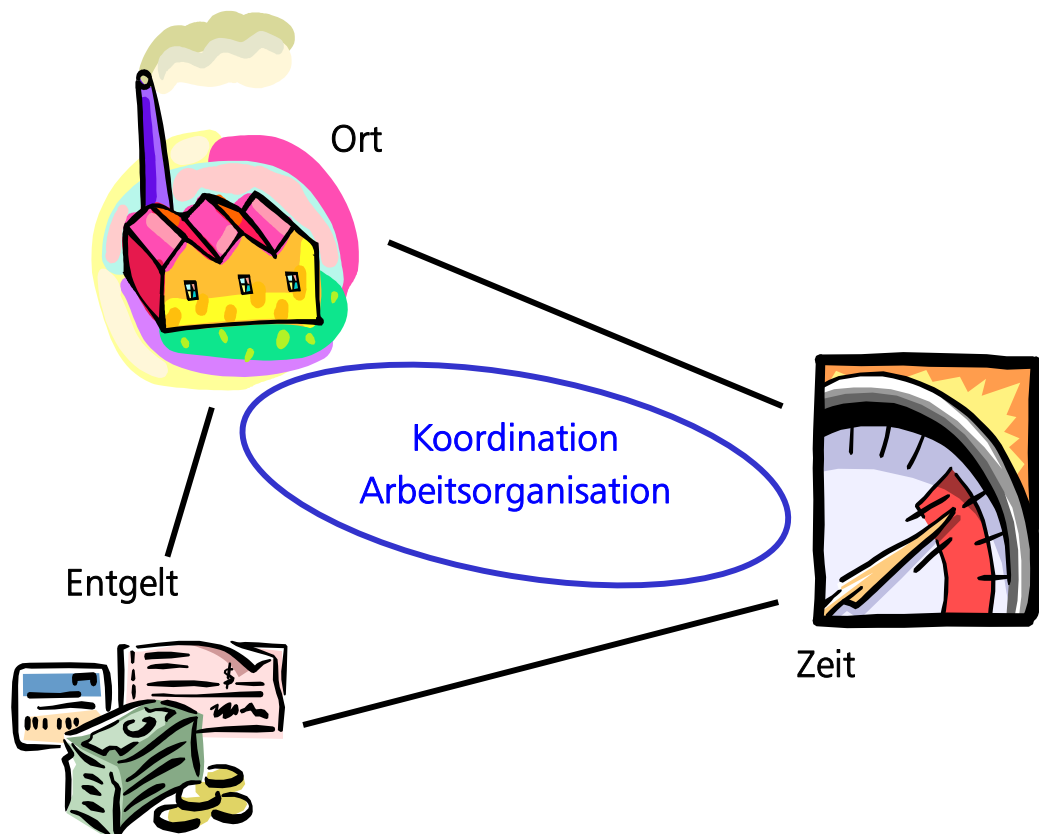 Ort
Koordination
Arbeitsorganisation
Entgelt
$
Zeit